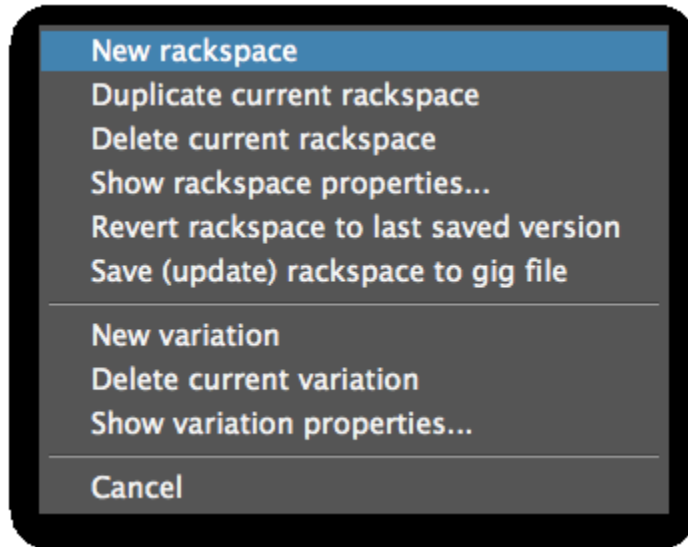 New rackspace
Duplicate current rackspace
Delete current rackspace
Show rackspace properties...
Revert rackspace to last saved version
Save (update) rackspace to gig file
New variation
Delete current variation
Show variation properties...
Cancel